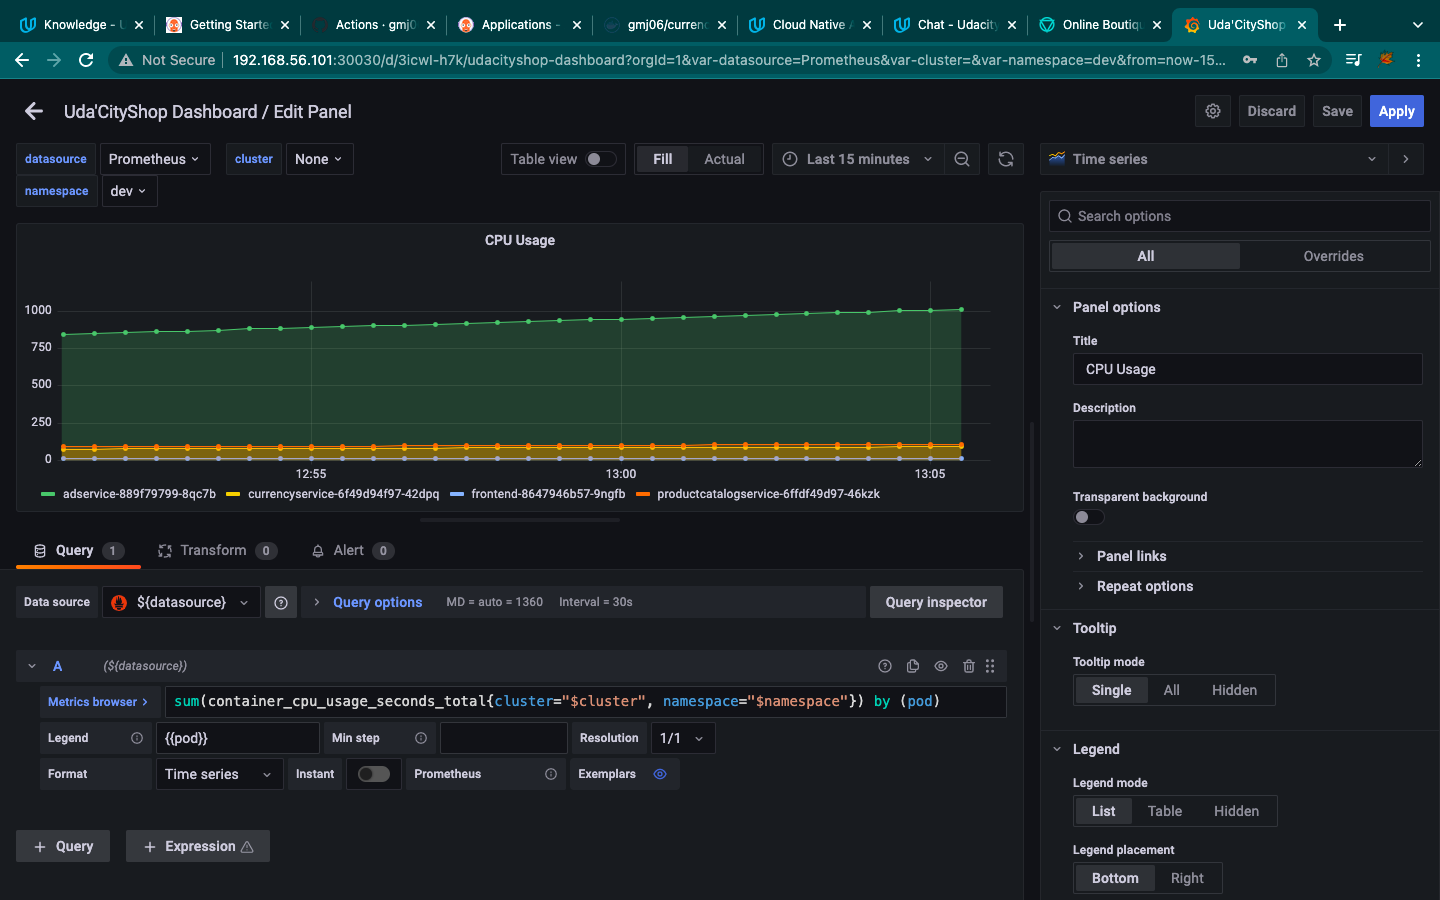 Knowledge - U
Getting Starte
Actions · gmj0
Applications -
gmj06/currenc
Cloud Native A
Chat - Udacity
Online Boutiqu
Uda'CityShop
Not Secure
192.168.56.101:30030/d/3icwI-h7k/udacityshop-dashboard?orgId=1&var-datasource=Prometheus&var-cluster=&var-namespace=dev&from=now-15...
Uda'CityShop Dashboard / Edit Panel
Discard
Save
Apply
datasource
Prometheus
cluster
None
namespace
dev
Table view
Fill
Actual
Last 15 minutes
Time series
CPU Usage
1000
750
500
250
0
12:55
13:00
13:05
adservice-889f79799-8qc7b
currencyservice-6f49d94f97-42dpq
frontend-8647946b57-9ngfb
productcatalogservice-6ffdf49d97-46kzk
Query 1
Transform 0
Alert 0
Data source
${datasource}
Query options
MD = auto = 1360
Interval = 30s
Query inspector
A
(${datasource})
Metrics browser
sum(container_cpu_usage_seconds_total{cluster="$cluster", namespace="$namespace"}) by (pod)
Legend
{{pod}}
Min step
Resolution
1/1
Format
Time series
Instant
Prometheus
Exemplars
+ Query
+ Expression
Search options
All
Overrides
Panel options
Title
CPU Usage
Description
Transparent background
Panel links
Repeat options
Tooltip
Tooltip mode
Single
All
Hidden
Legend
Legend mode
List
Table
Hidden
Legend placement
Bottom
Right